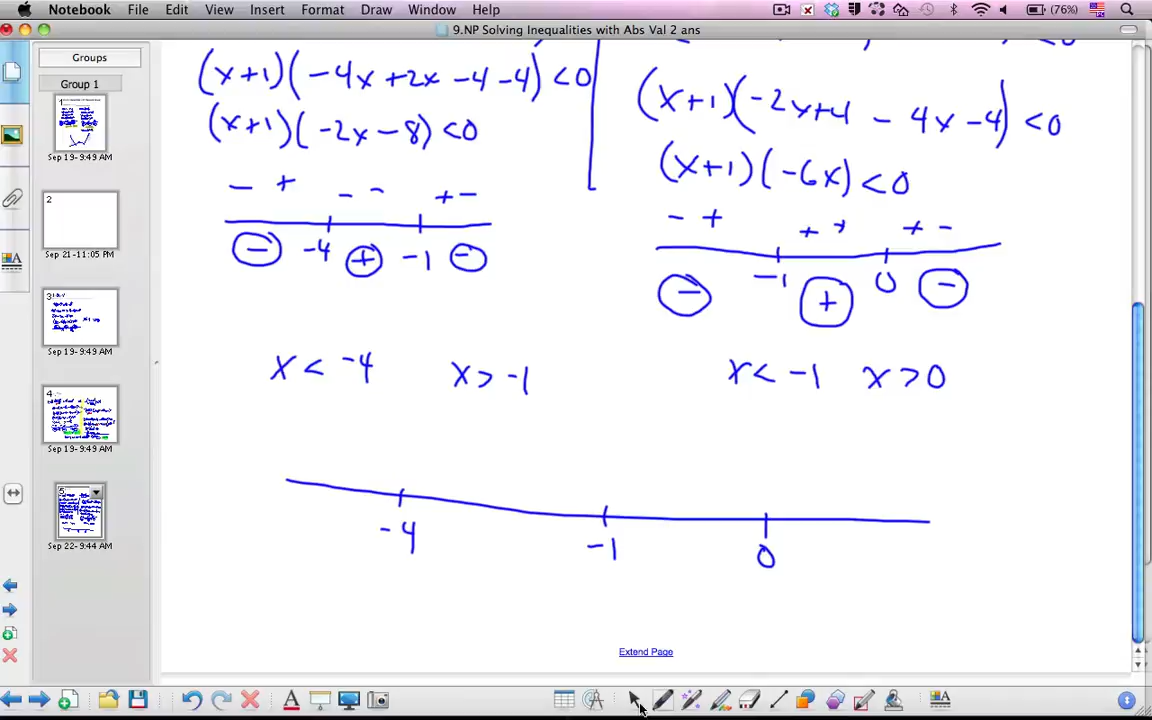 Notebook File Edit View Insert Format Draw Window Help (76%)
9.NP Solving Inequalities with Abs Val 2 ans
Groups
Group 1
1
Sep 19-9:49 AM
2
Sep 21-11:05 PM
3
Sep 19-9:49 AM
4
Sep 19-9:49 AM
5
Sep 22-9:44 AM
(x+1)(-4x+2x-4-4)<0
(x+1)(-2x-8)<0
- + - - + -
- -4 + -1 -
x < -4 x > -1
(x+1)(-2x+4 - 4x-4)<0
(x+1)(-6x)<0
- + + + + -
-1 0
- + -
x < -1 x > 0
-4 -1 0
Extend Page